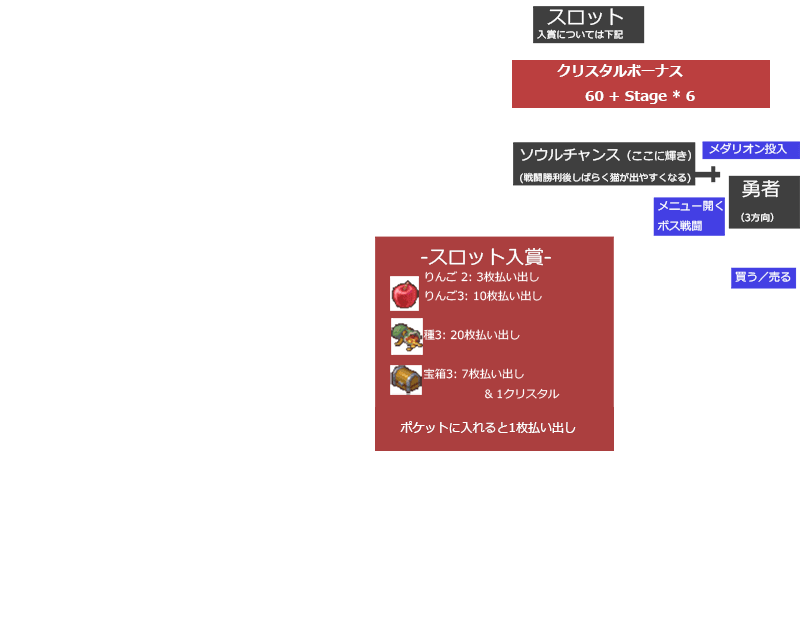 スロット
入賞については下記
クリスタルボーナス
60 + Stage * 6
ソウルチャンス（ここに輝き）
(戦闘勝利後しばらく猫が出やすくなる)
メダリオン投入
勇者
（3方向）
メニュー開く
ボス戦闘
買う／売る
-スロット入賞-
りんご 2: 3枚払い出し
りんご3: 10枚払い出し
種3: 20枚払い出し
宝箱3: 7枚払い出し
& 1クリスタル
ポケットに入れると1枚払い出し